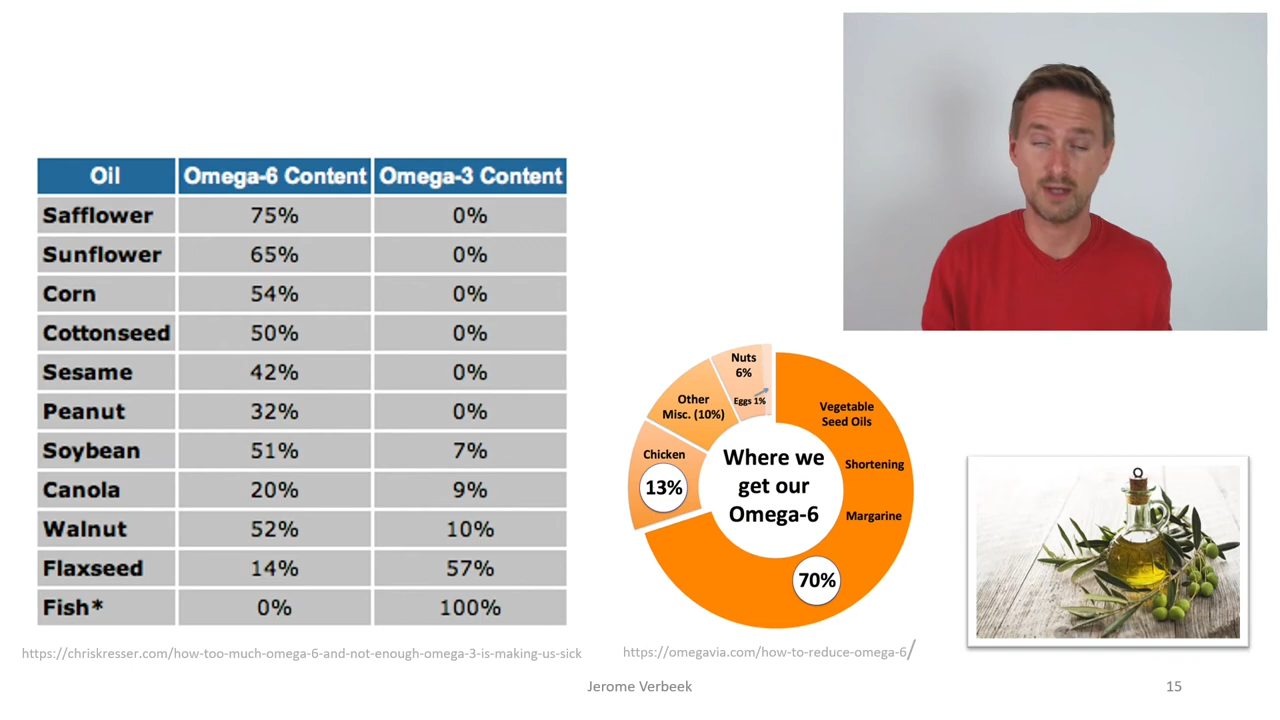 Oil Omega-6 Content Omega-3 Content
Safflower 75% 0%
Sunflower 65% 0%
Corn 54% 0%
Cottonseed 50% 0%
Sesame 42% 0%
Peanut 32% 0%
Soybean 51% 7%
Canola 20% 9%
Walnut 52% 10%
Flaxseed 14% 57%
Fish* 0% 100%
https://chriskresser.com/how-too-much-omega-6-and-not-enough-omega-3-is-making-us-sick
Nuts
6%
Eggs 1%
Other
Misc. (10%)
Chicken
13%
Vegetable
Seed Oils
Shortening
Margarine
70%
Where we
get our
Omega-6
https://omegavia.com/how-to-reduce-omega-6/
Jerome Verbeek
15